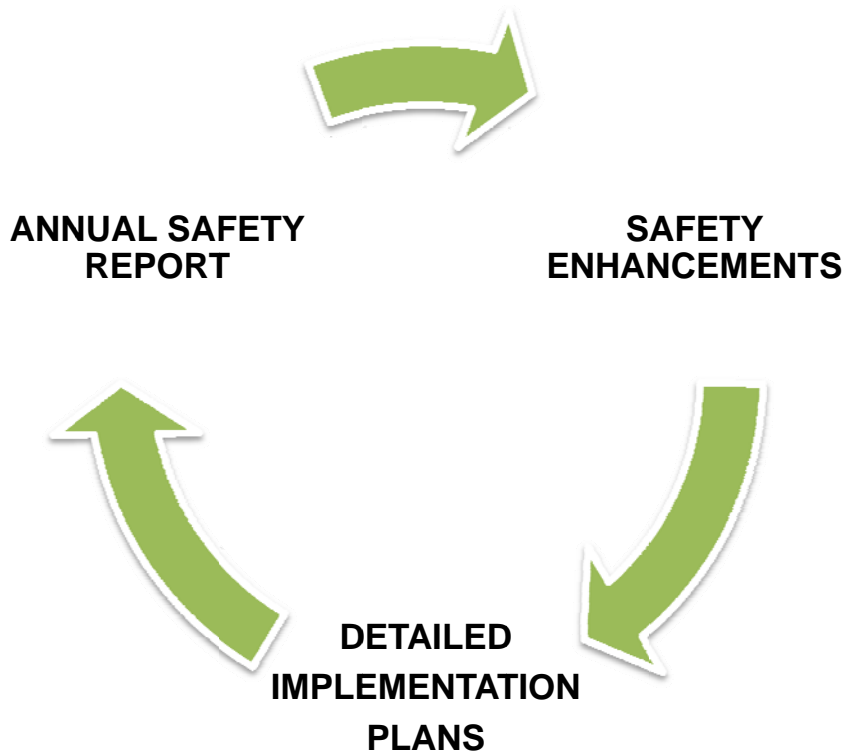 ANNUAL SAFETY
REPORT
SAFETY
ENHANCEMENTS
DETAILED
IMPLEMENTATION
PLANS